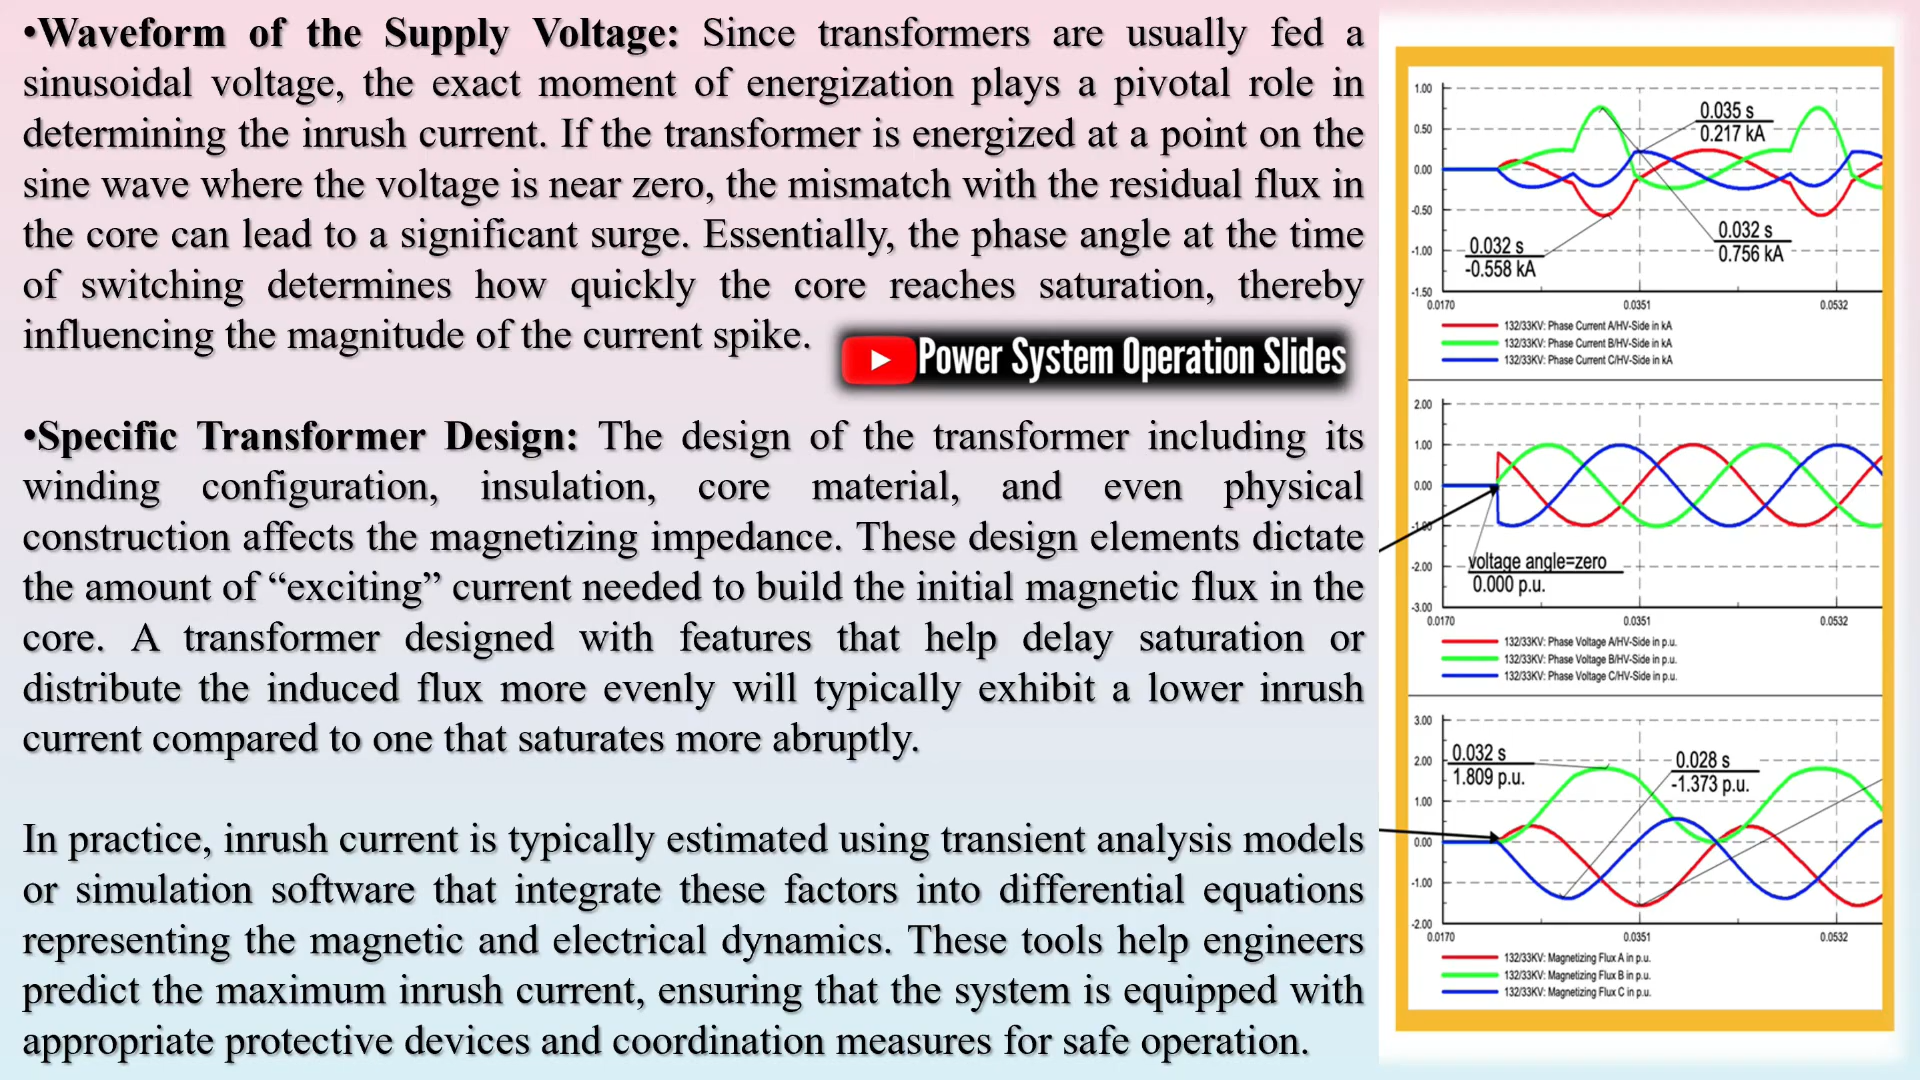 •Waveform of the Supply Voltage: Since transformers are usually fed a
sinusoidal voltage, the exact moment of energization plays a pivotal role in
determining the inrush current. If the transformer is energized at a point on the
sine wave where the voltage is near zero, the mismatch with the residual flux in
the core can lead to a significant surge. Essentially, the phase angle at the time
of switching determines how quickly the core reaches saturation, thereby
influencing the magnitude of the current spike.
Power System Operation Slides
•Specific Transformer Design: The design of the transformer including its
winding configuration, insulation, core material, and even physical
construction affects the magnetizing impedance. These design elements dictate
the amount of “exciting” current needed to build the initial magnetic flux in the
core. A transformer designed with features that help delay saturation or
distribute the induced flux more evenly will typically exhibit a lower inrush
current compared to one that saturates more abruptly.
In practice, inrush current is typically estimated using transient analysis models
or simulation software that integrate these factors into differential equations
representing the magnetic and electrical dynamics. These tools help engineers
predict the maximum inrush current, ensuring that the system is equipped with
appropriate protective devices and coordination measures for safe operation.
1.00
0.50
0.00
-0.50
-1.00
-1.50
0.035 s
0.217 kA
0.032 s
0.756 kA
0.032 s
-0.558 kA
0.0170 0.0351 0.0532
132/33KV: Phase Current A/HV-Side in kA
132/33KV: Phase Current B/HV-Side in kA
132/33KV: Phase Current C/HV-Side in kA
2.00
1.00
0.00
-1.00
-2.00
-3.00
voltage angle=zero
0.000 p.u.
0.0170 0.0351 0.0532
132/33KV: Phase Voltage A/HV-Side in p.u.
132/33KV: Phase Voltage B/HV-Side in p.u.
132/33KV: Phase Voltage C/HV-Side in p.u.
3.00
2.00
1.00
0.00
-1.00
-2.00
0.032 s
1.809 p.u.
0.028 s
-1.373 p.u.
0.0170 0.0351 0.0532
132/33KV: Magnetizing Flux A in p.u.
132/33KV: Magnetizing Flux B in p.u.
132/33KV: Magnetizing Flux C in p.u.